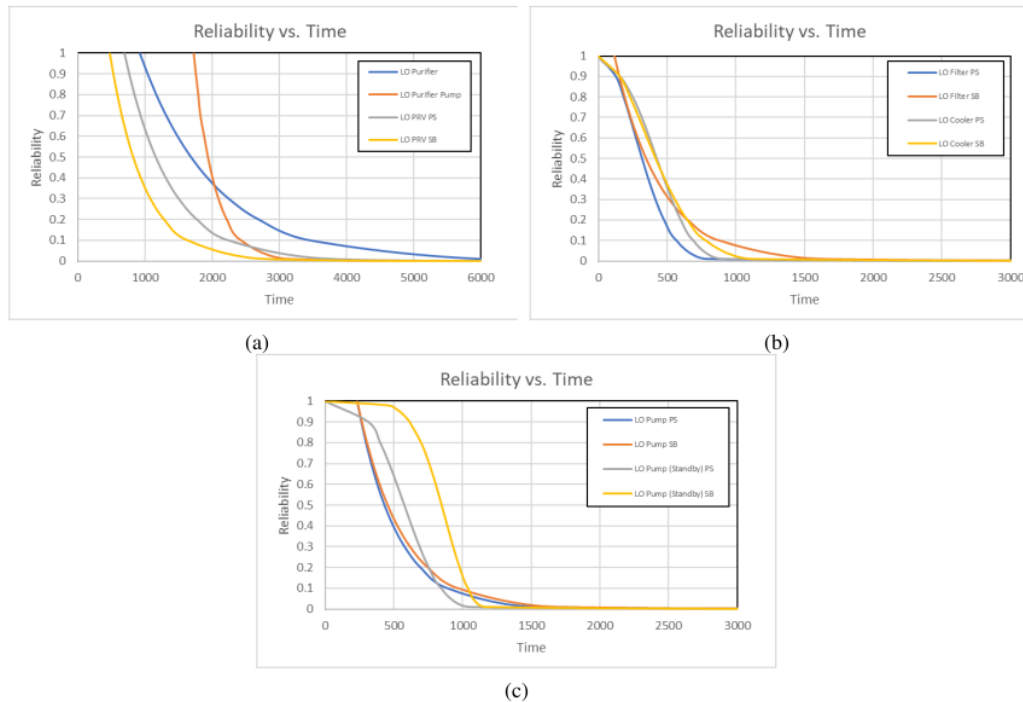 Reliability vs. Time
1
0.9
0.8
0.7
0.6
0.5
0.4
0.3
0.2
0.1
0
Reliability
LO Purifier
LO Purifier Pump
LO PRV PS
LO PRV SB
0 1000 2000 3000 4000 5000 6000
Time
(a)
Reliability vs. Time
1
0.9
0.8
0.7
0.6
0.5
0.4
0.3
0.2
0.1
0
Reliability
LO Filter PS
LO Filter SB
LO Cooler PS
LO Cooler SB
0 500 1000 1500 2000 2500 3000
Time
(b)
Reliability vs. Time
1
0.9
0.8
0.7
0.6
0.5
0.4
0.3
0.2
0.1
0
Reliability
LO Pump PS
LO Pump SB
LO Pump (Standby) PS
LO Pump (Standby) SB
0 500 1000 1500 2000 2500 3000
Time
(c)